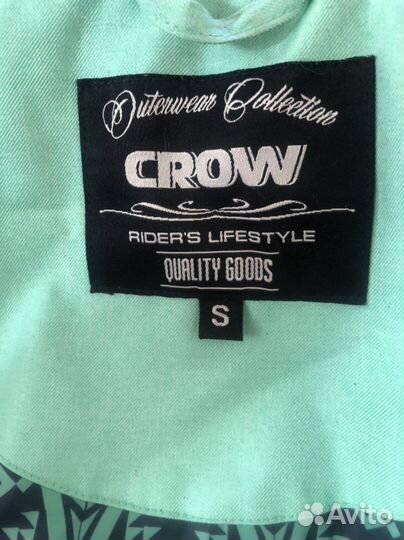 Outerwear Collection
CROW
RIDER'S LIFESTYLE
QUALITY GOODS
S
Avito